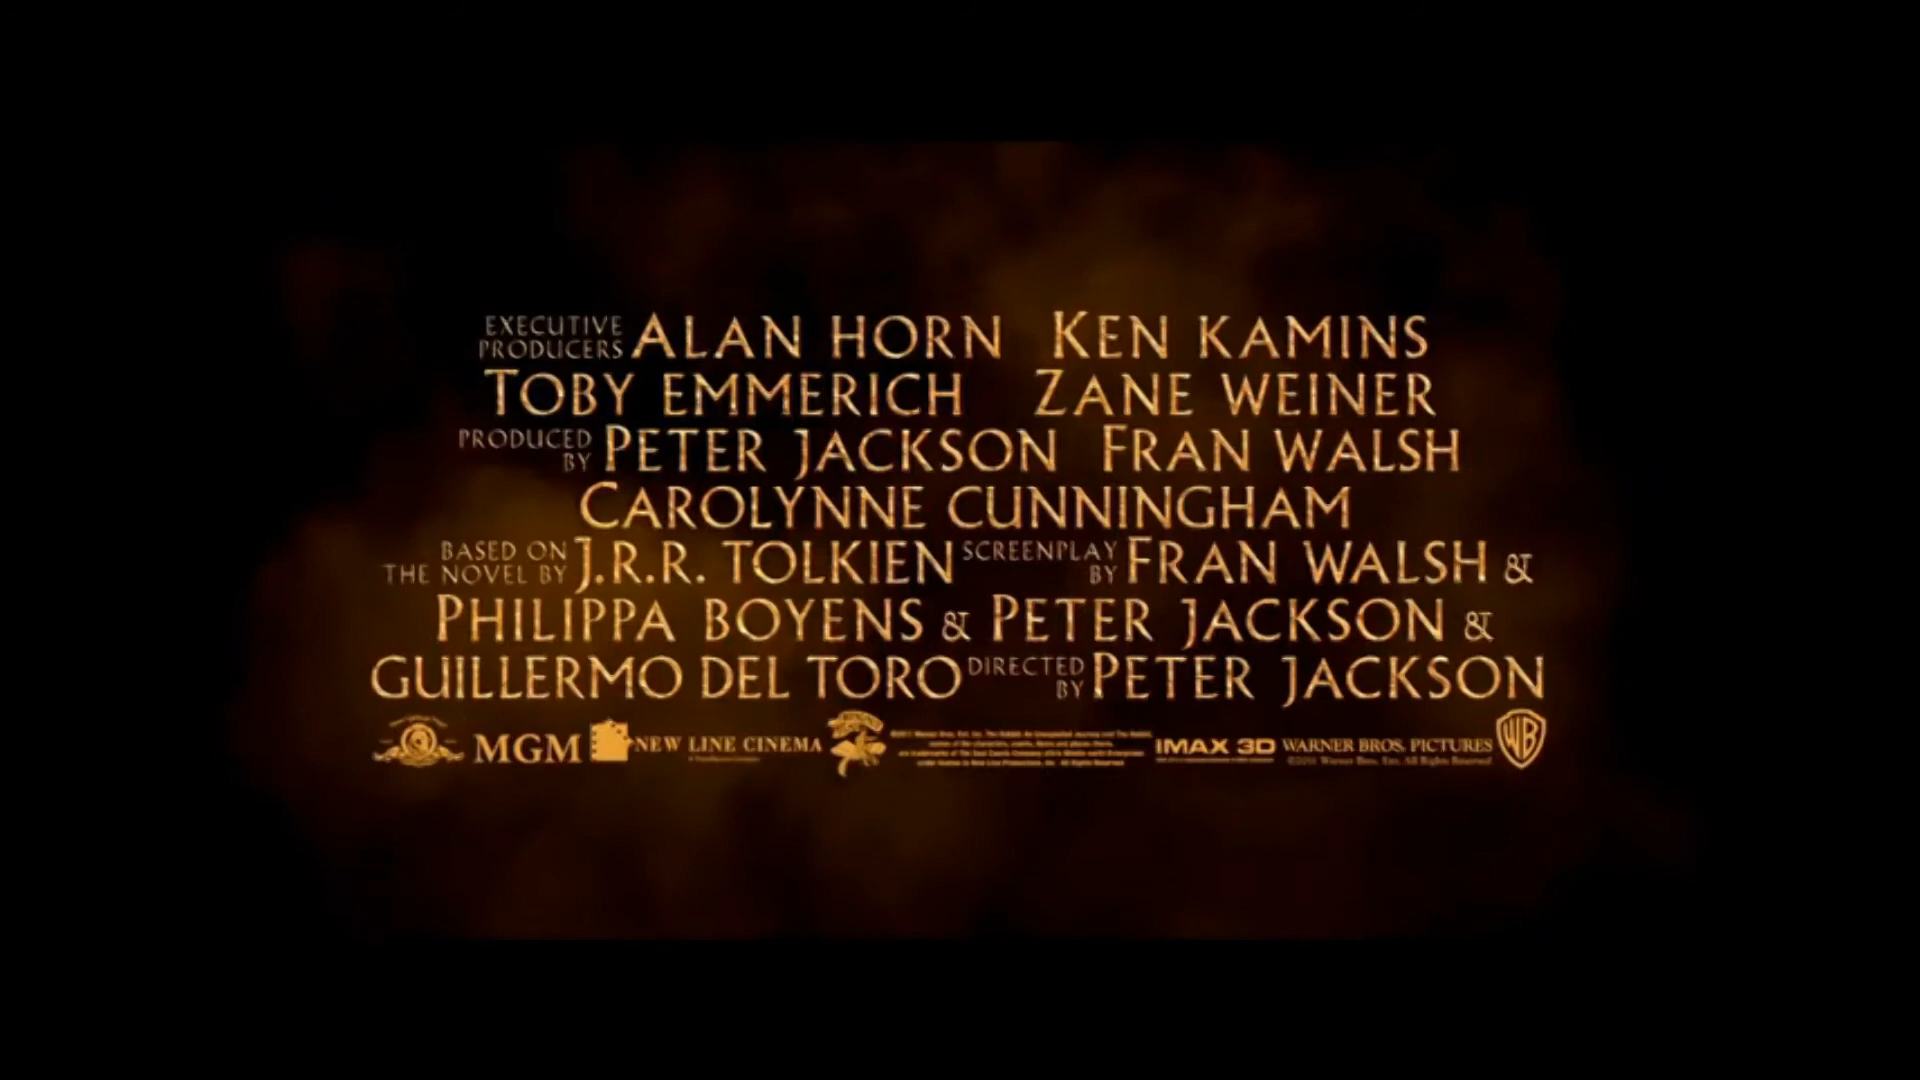 EXECUTIVE PRODUCERS ALAN HORN KEN KAMINS
TOBY EMMERICH ZANE WEINER
PRODUCED BY PETER JACKSON FRAN WALSH
CAROLYNNE CUNNINGHAM
BASED ON THE NOVEL BY J.R.R. TOLKIEN SCREENPLAY BY FRAN WALSH &
PHILIPPA BOYENS & PETER JACKSON &
GUILLERMO DEL TORO DIRECTED BY PETER JACKSON
MGM NEW LINE CINEMA IMAX 3D WARNER BROS. PICTURES WB